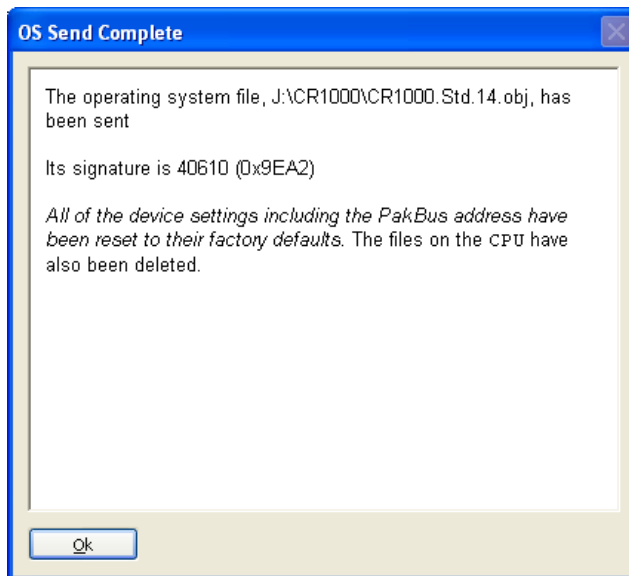 OS Send Complete
The operating system file, J:\CR1000\CR1000.Std.14.obj, has
been sent
Its signature is 40610 (0x9EA2)
All of the device settings including the PakBus address have
been reset to their factory defaults. The files on the CPU have
also been deleted.
Ok